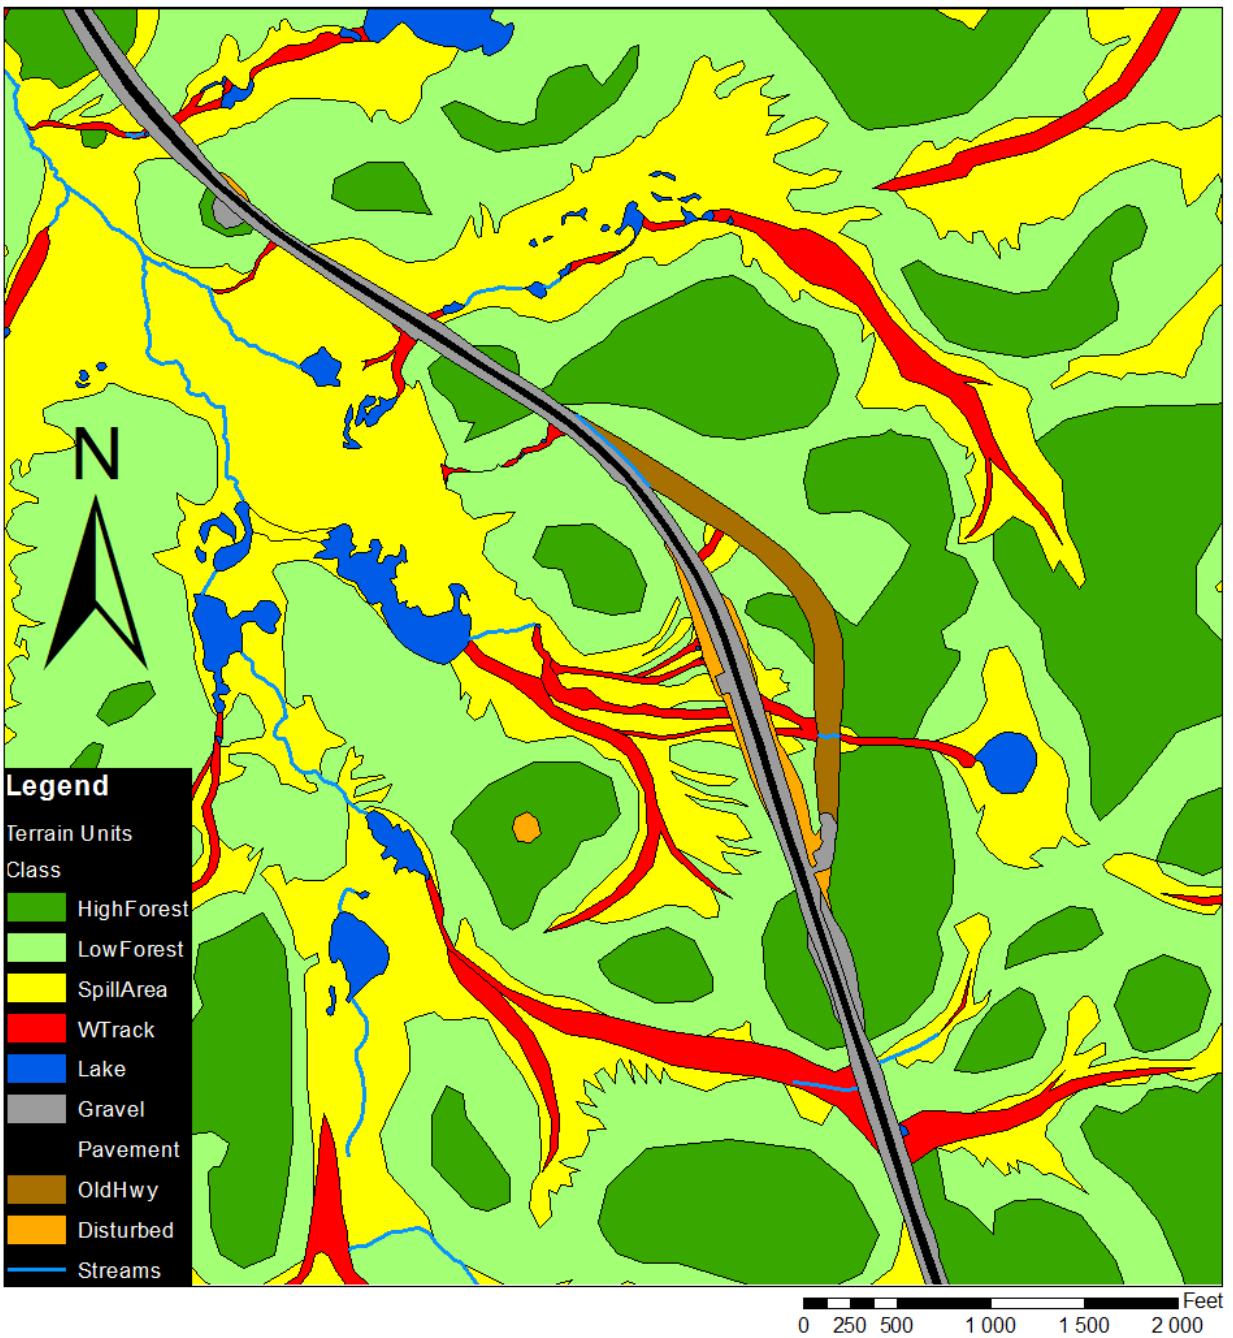 N
Legend
Terrain Units
Class
HighForest
LowForest
SpillArea
WTrack
Lake
Gravel
Pavement
OldHwy
Disturbed
Streams
Feet
0 250 500 1 000 1 500 2 000